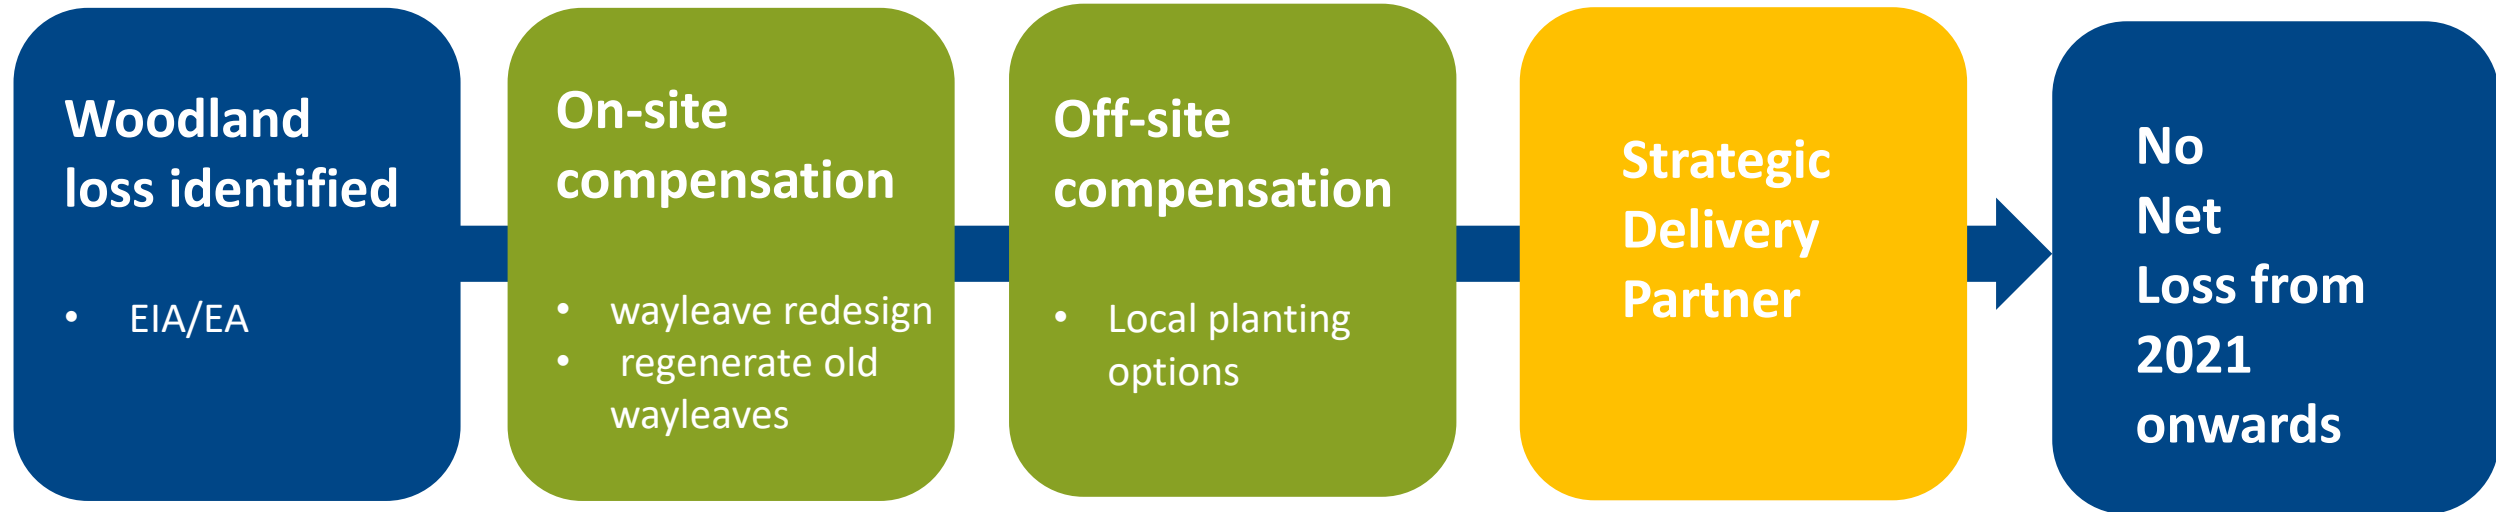 Woodland
loss identified
• EIA/EA
On-site
compensation
• wayleave redesign
• regenerate old
wayleaves
Off-site
compensation
• Local planting
options
Strategic
Delivery
Partner
No
Net
Loss from
2021
onwards